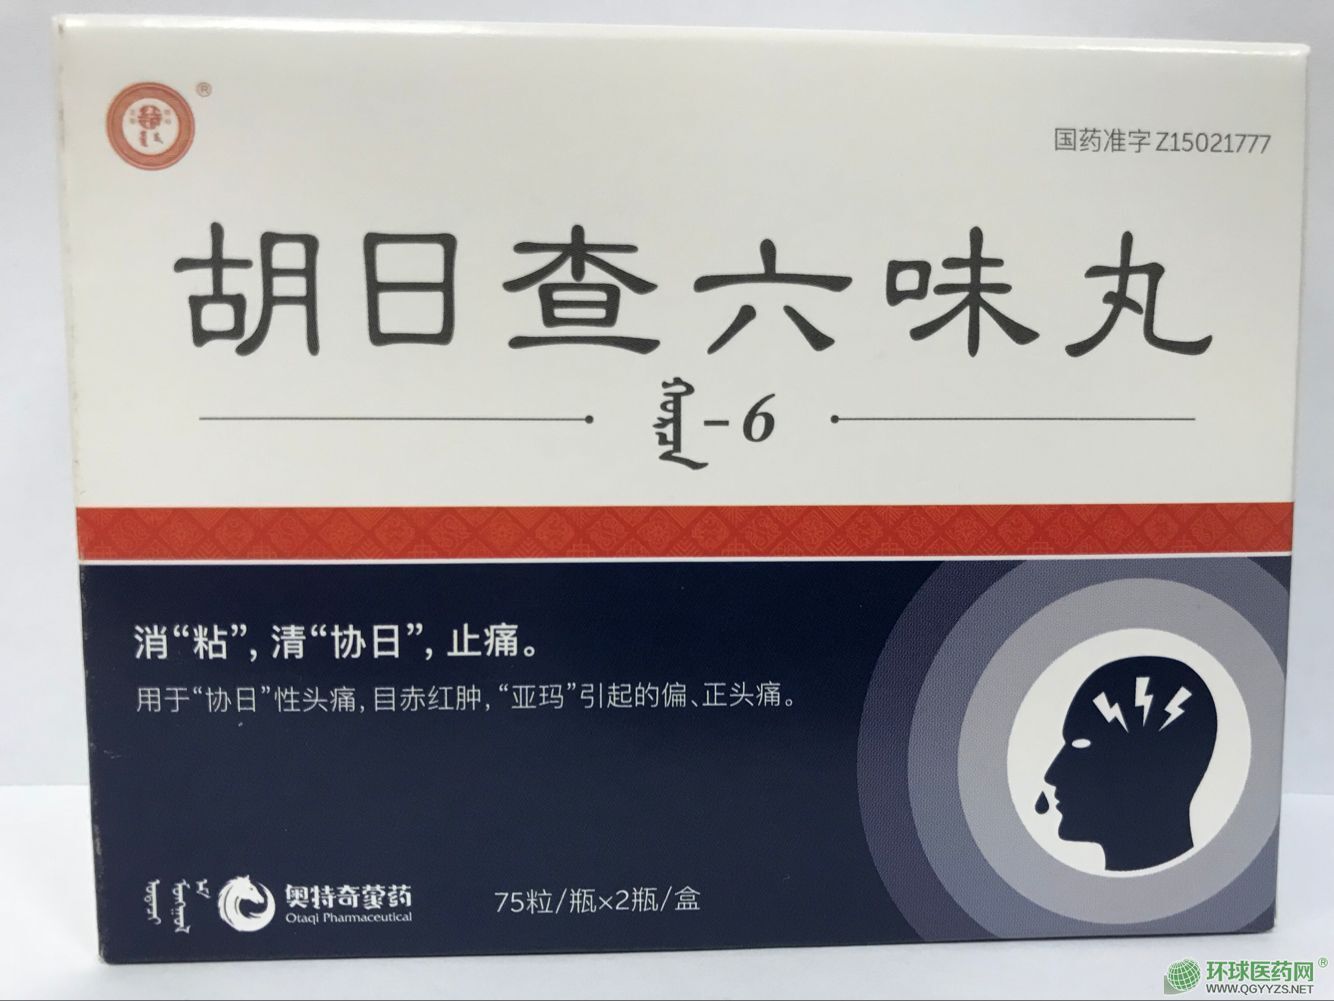 ®
国药准字Z15021777
胡日查六味丸
-6
消“粘”，清“协日”，止痛。
用于“协日”性头痛，目赤红肿，“亚玛”引起的偏、正头痛。
奥特奇蒙药
Otaqi Pharmaceutical
75粒/瓶×2瓶/盒
环球医药网®
WWW.QGYYZS.NET